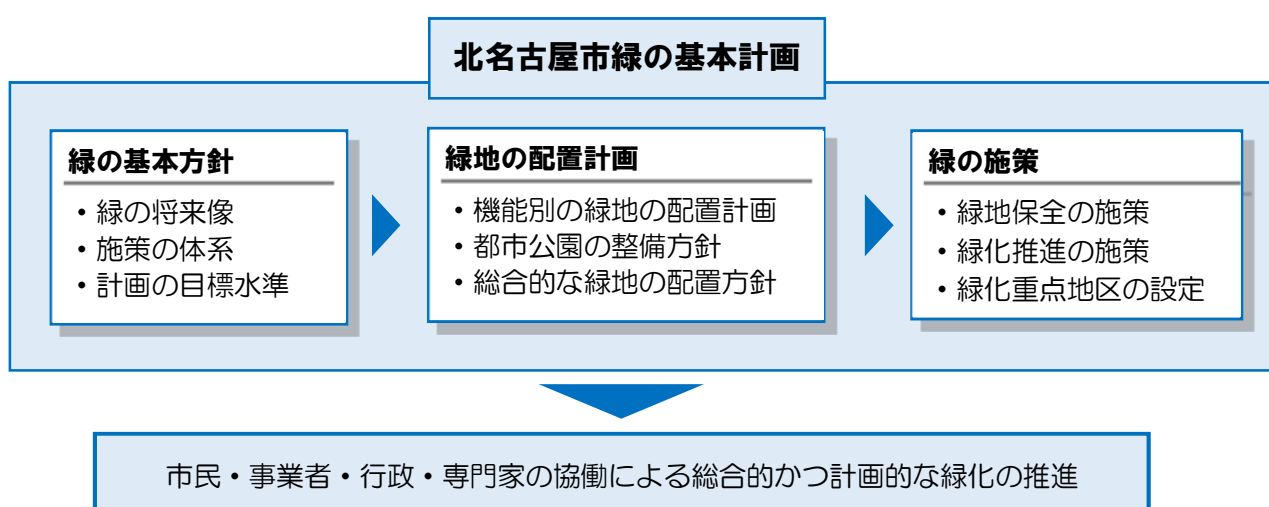 北名古屋市緑の基本計画
緑の基本方針
・緑の将来像
・施策の体系
・計画の目標水準
緑地の配置計画
・機能別の緑地の配置計画
・都市公園の整備方針
・総合的な緑地の配置方針
緑の施策
・緑地保全の施策
・緑化推進の施策
・緑化重点地区の設定
市民・事業者・行政・専門家の協働による総合的かつ計画的な緑化の推進